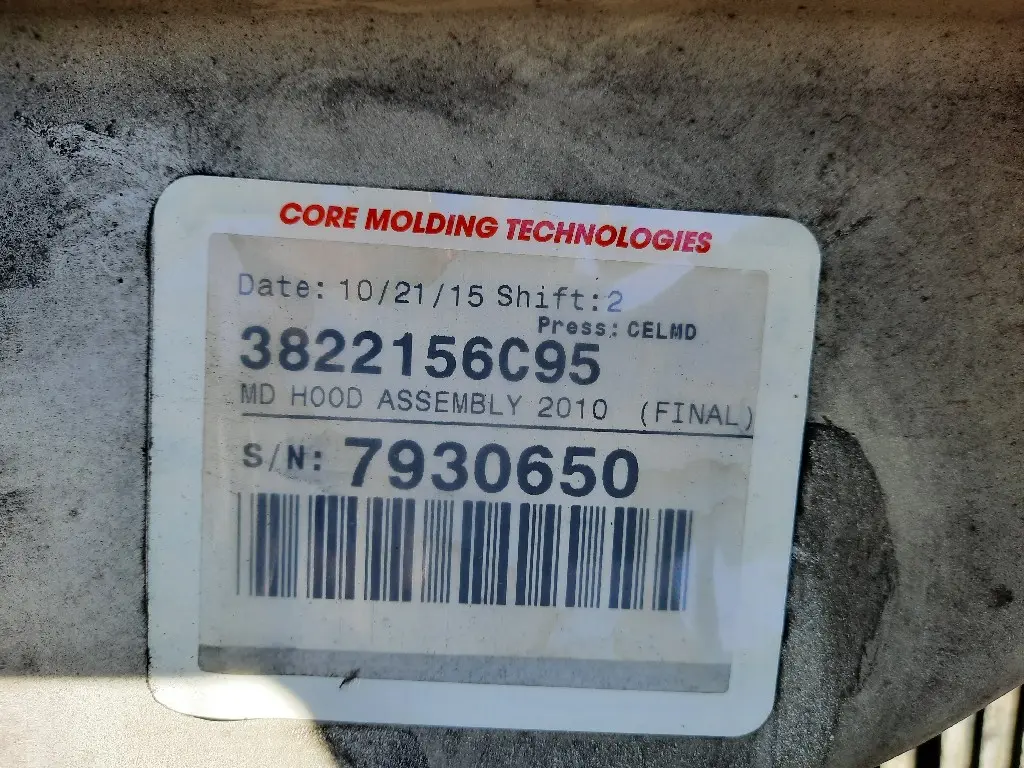 CORE MOLDING TECHNOLOGIES
Date: 10/21/15 Shift:2
Press: CELMD
3822156C95
MD HOOD ASSEMBLY 2010 (FINAL)
S/N: 7930650